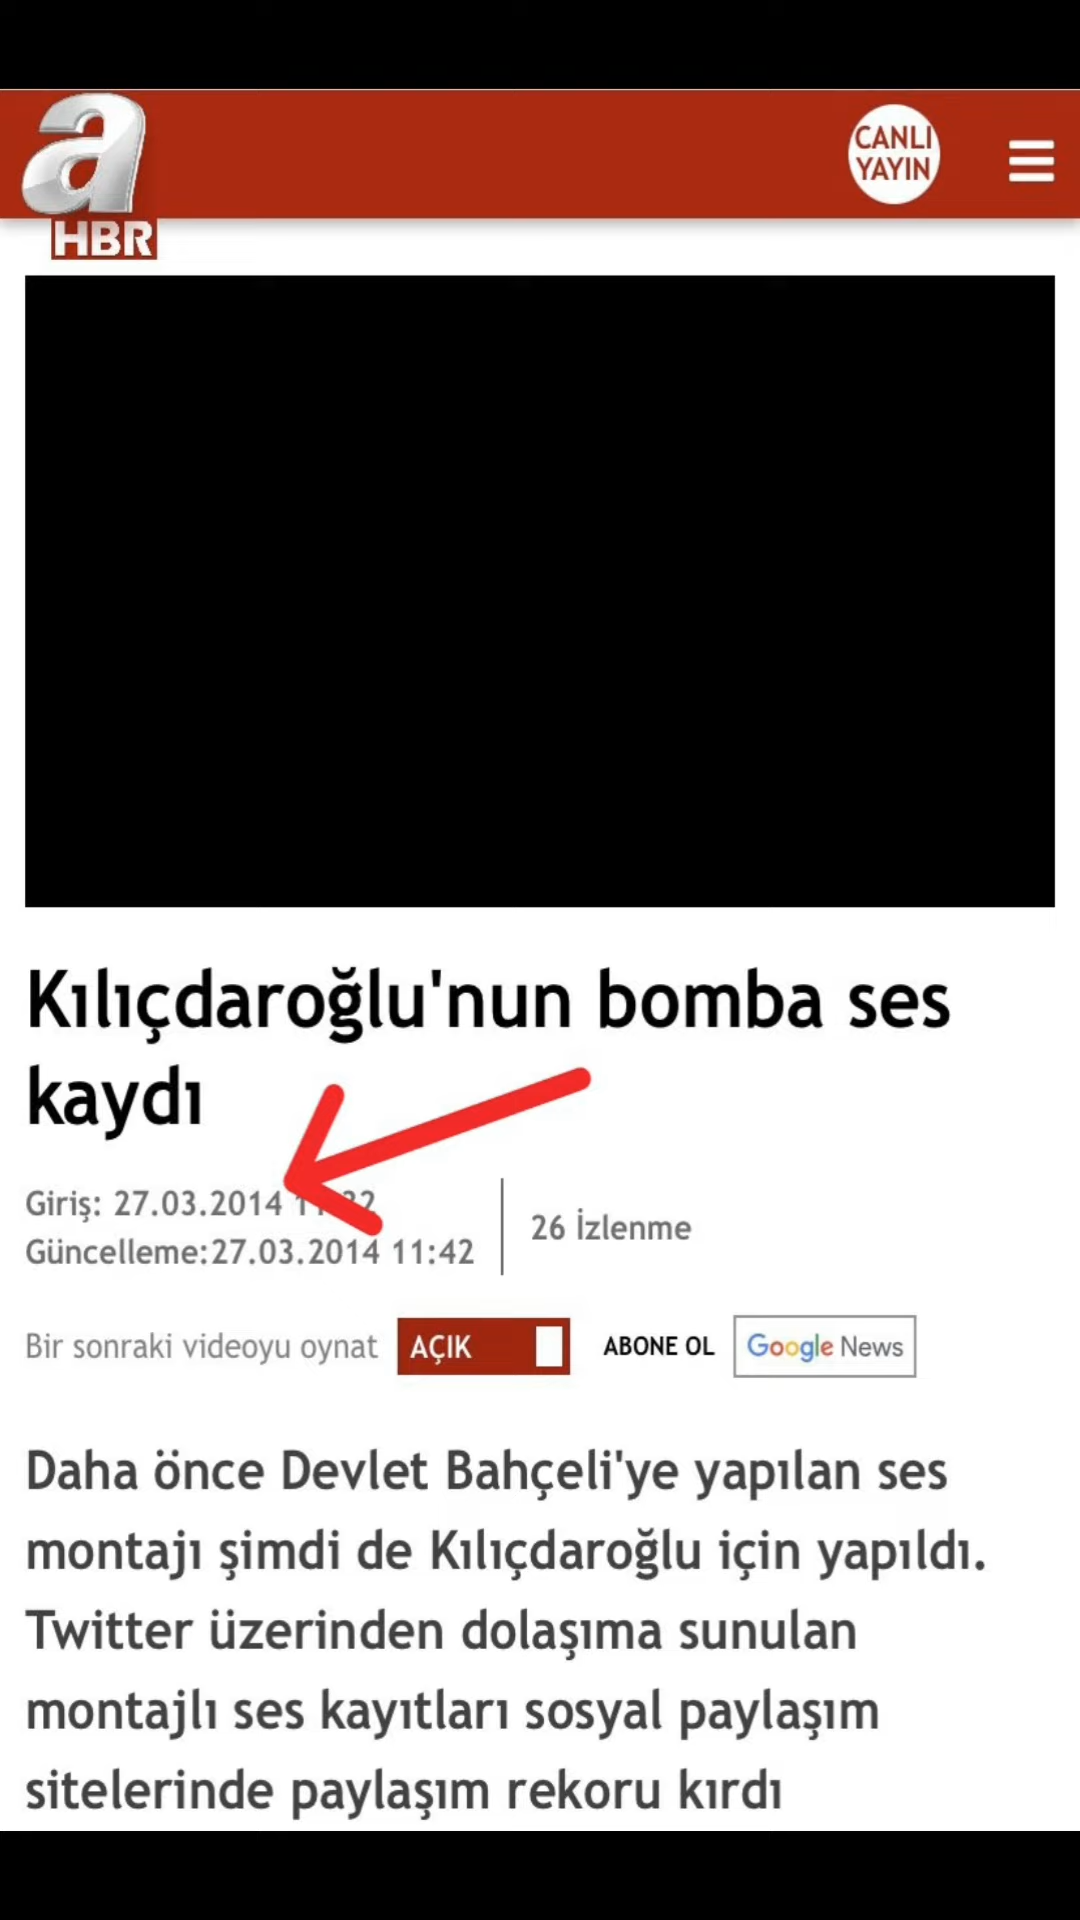 a
HBR
CANLI
YAYIN
Kılıçdaroğlu'nun bomba ses
kaydı
Giriş: 27.03.2014
Güncelleme:27.03.2014 11:42
26 İzlenme
Bir sonraki videoyu oynat
AÇIK
ABONE OL
Google News
Daha önce Devlet Bahçeli'ye yapılan ses
montajı şimdi de Kılıçdaroğlu için yapıldı.
Twitter üzerinden dolaşıma sunulan
montajlı ses kayıtları sosyal paylaşım
sitelerinde paylaşım rekoru kırdı